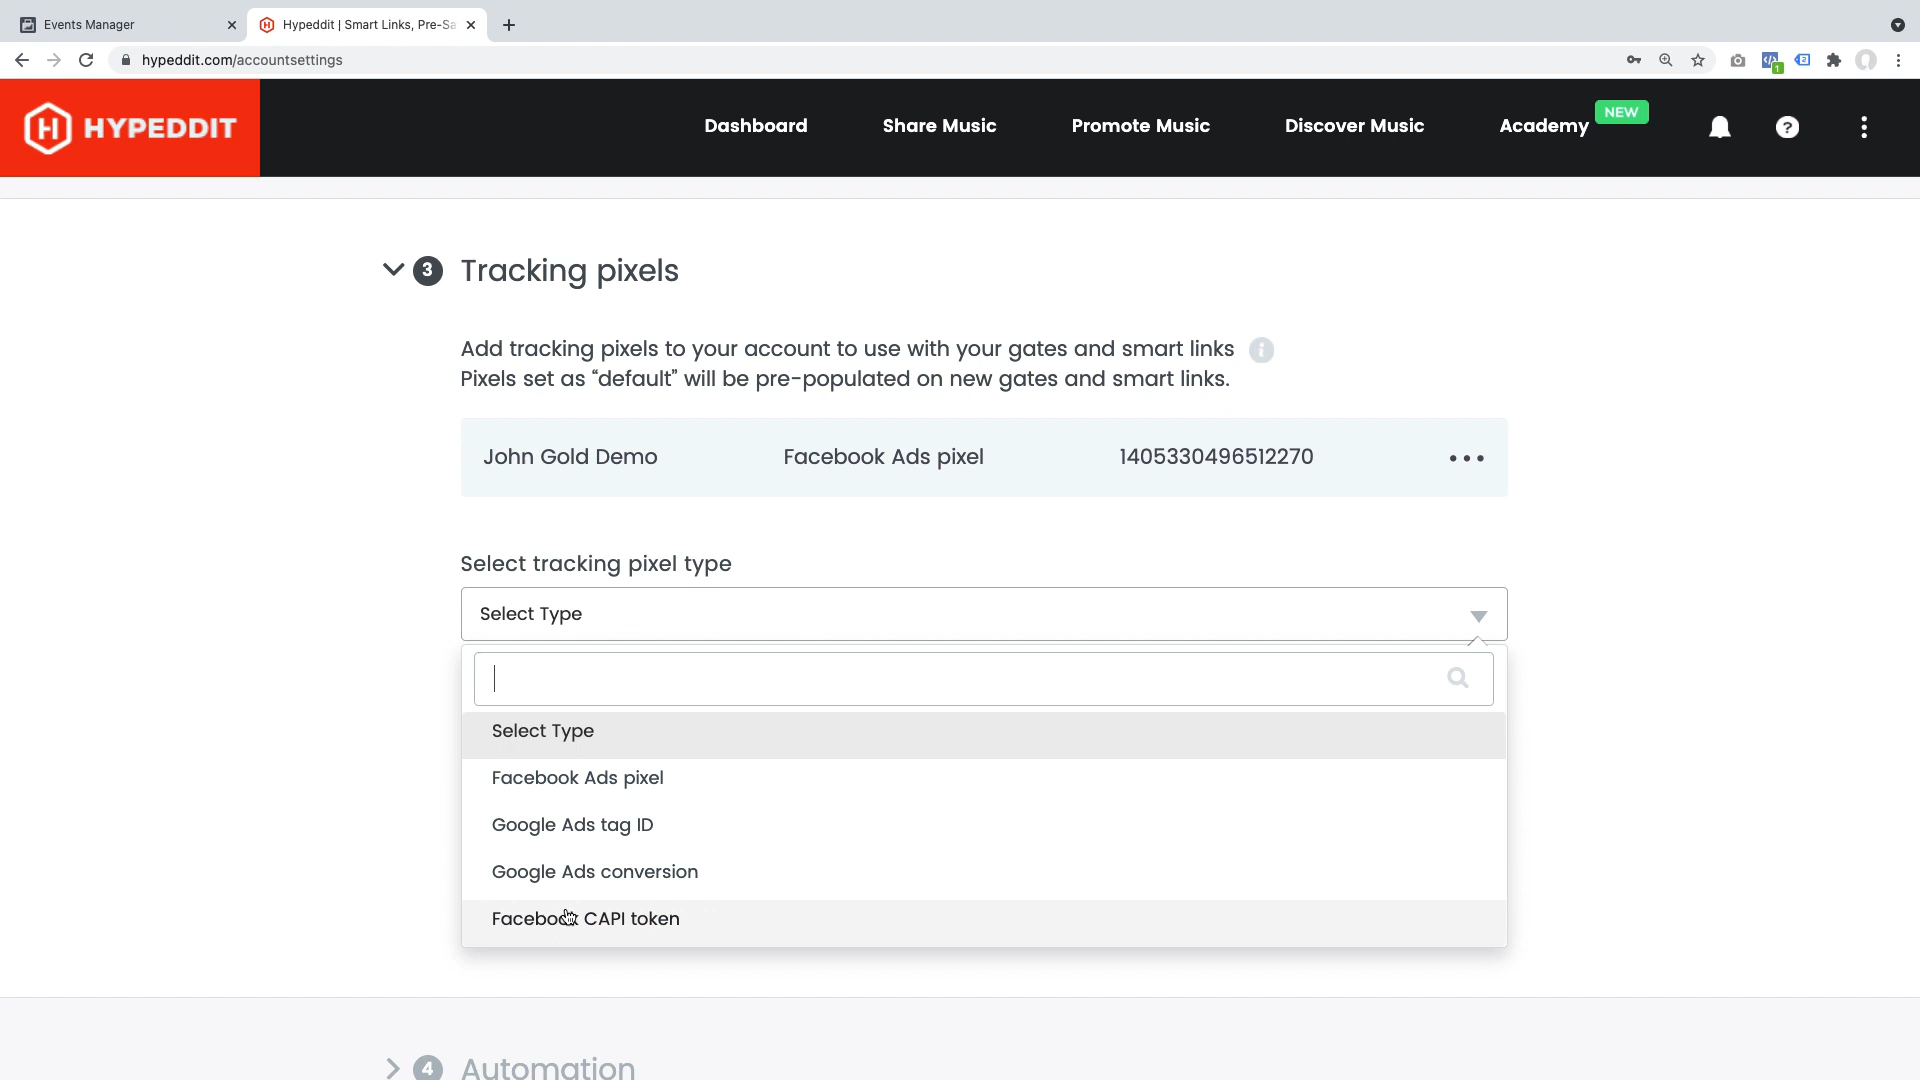 Events Manager
Hypeddit | Smart Links, Pre-Sa
hypeddit.com/accountsettings
1
2
HYPEDDIT
Dashboard
Share Music
Promote Music
Discover Music
Academy
NEW
?
3
Tracking pixels
Add tracking pixels to your account to use with your gates and smart links
Pixels set as “default” will be pre-populated on new gates and smart links.
John Gold Demo
Facebook Ads pixel
1405330496512270
Select tracking pixel type
Select Type
Select Type
Facebook Ads pixel
Google Ads tag ID
Google Ads conversion
Facebook CAPI token
4
Automation